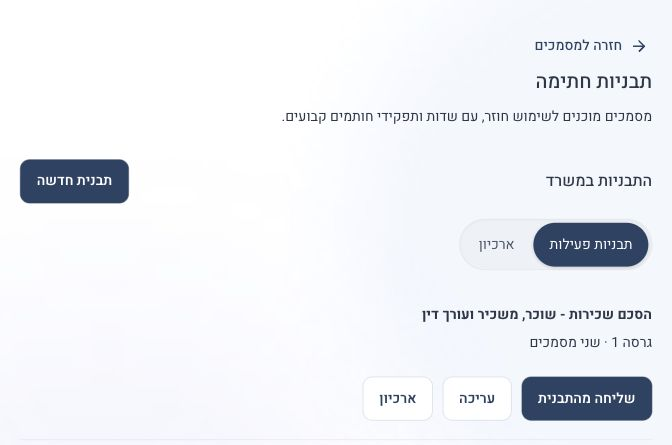 חזרה למסמכים
תבניות חתימה
מסמכים מוכנים לשימוש חוזר, עם שדות ותפקידי חותמים קבועים.
התבניות במשרד
תבנית חדשה
תבניות פעילות
ארכיון
הסכם שכירות - שוכר, משכיר ועורך דין
גרסה 1 · שני מסמכים
שליחה מהתבנית
עריכה
ארכיון